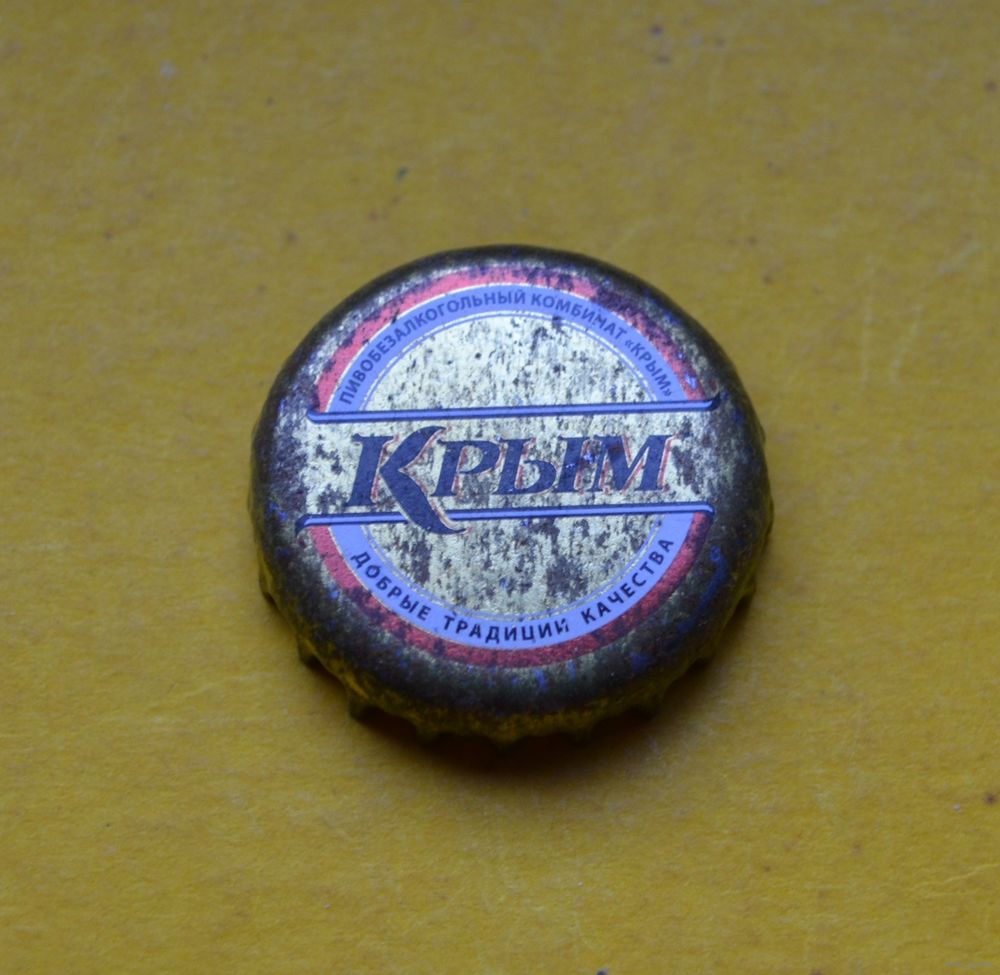 ПИВОБЕЗАЛКОГОЛЬНЫЙ КОМБИНАТ «КРЫМ»
КРЫМ
ДОБРЫЕ ТРАДИЦИИ КАЧЕСТВА